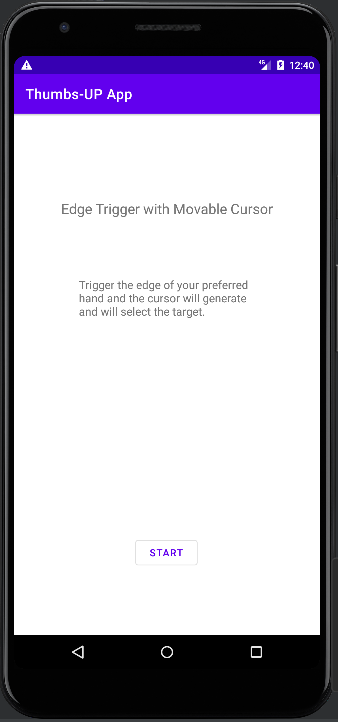 4G 12:40
Thumbs-UP App
Edge Trigger with Movable Cursor
Trigger the edge of your preferred
hand and the cursor will generate
and will select the target.
START